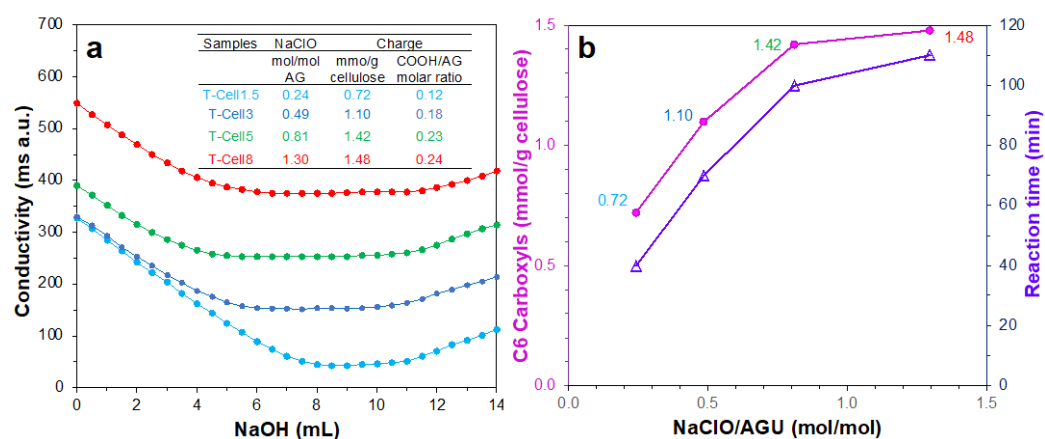 a
Samples NaClO Charge
mol/mol AG mmo/g cellulose COOH/AG molar ratio
T-Cell1.5 0.24 0.72 0.12
T-Cell3 0.49 1.10 0.18
T-Cell5 0.81 1.42 0.23
T-Cell8 1.30 1.48 0.24
Conductivity (ms a.u.)
700
600
500
400
300
200
100
0
0 2 4 6 8 10 12 14
NaOH (mL)
b
C6 Carboxyls (mmol/g cellulose)
1.5
1.0
0.5
0.0
0.72
1.10
1.42
1.48
0.0 0.5 1.0 1.5
NaClO/AGU (mol/mol)
120
100
80
60
40
20
0
Reaction time (min)